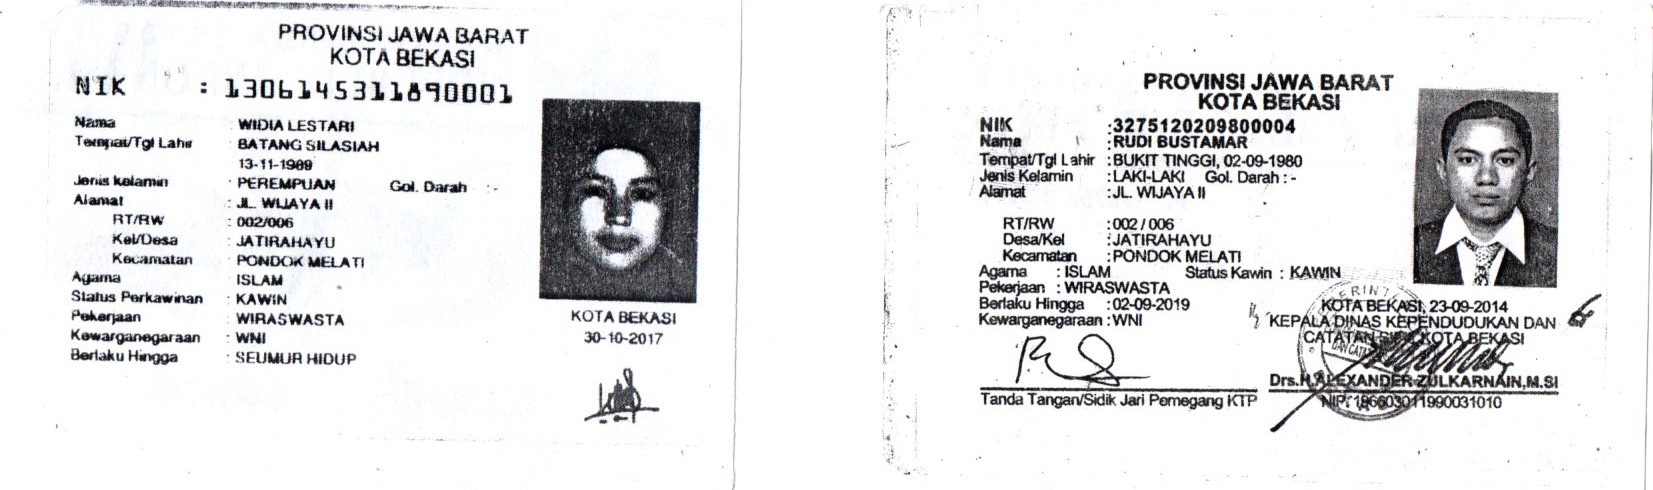 PROVINSI JAWA BARAT
KOTA BEKASI
NIK : 1306145311890001
Nama : WIDIA LESTARI
Tempat/Tgl Lahir : BATANG SILASIAH
13-11-1989
Jenis kelamin : PEREMPUAN Gol. Darah :-
Alamat : JL. WIJAYA II
RT/RW : 002/006
Kel/Desa : JATIRAHAYU
Kecamatan : PONDOK MELATI
Agama ISLAM
Status Perkawinan : KAWIN
Pekerjaan : WIRASWASTA
Kewarganegaraan : WNI
Berlaku Hingga : SEUMUR HIDUP
KOTA BEKASI
30-10-2017
PROVINSI JAWA BARAT
KOTA BEKASI
NIK :3275120209800004
Nama :RUDI BUSTAMAR
Tempat/Tgl Lahir :BUKIT TINGGI, 02-09-1980
Jenis Kelamin :LAKI-LAKI Gol. Darah : -
Alamat :JL. WIJAYA II
RT/RW :002 / 006
Desa/Kel :JATIRAHAYU
Kecamatan :PONDOK MELATI
Agama : ISLAM Status Kawin : KAWIN
Pekerjaan : WIRASWASTA
Berlaku Hingga :02-09-2019
Kewarganegaraan :WNI
KOTA BEKASI, 23-09-2014
KEPALA DINAS KEPENDUDUKAN DAN
CATATAN SIPIL KOTA BEKASI
Drs.H.ALEXANDER ZULKARNAIN,M.SI
NIP. 196603011990031010
Tanda Tangan/Sidik Jari Pemegang KTP